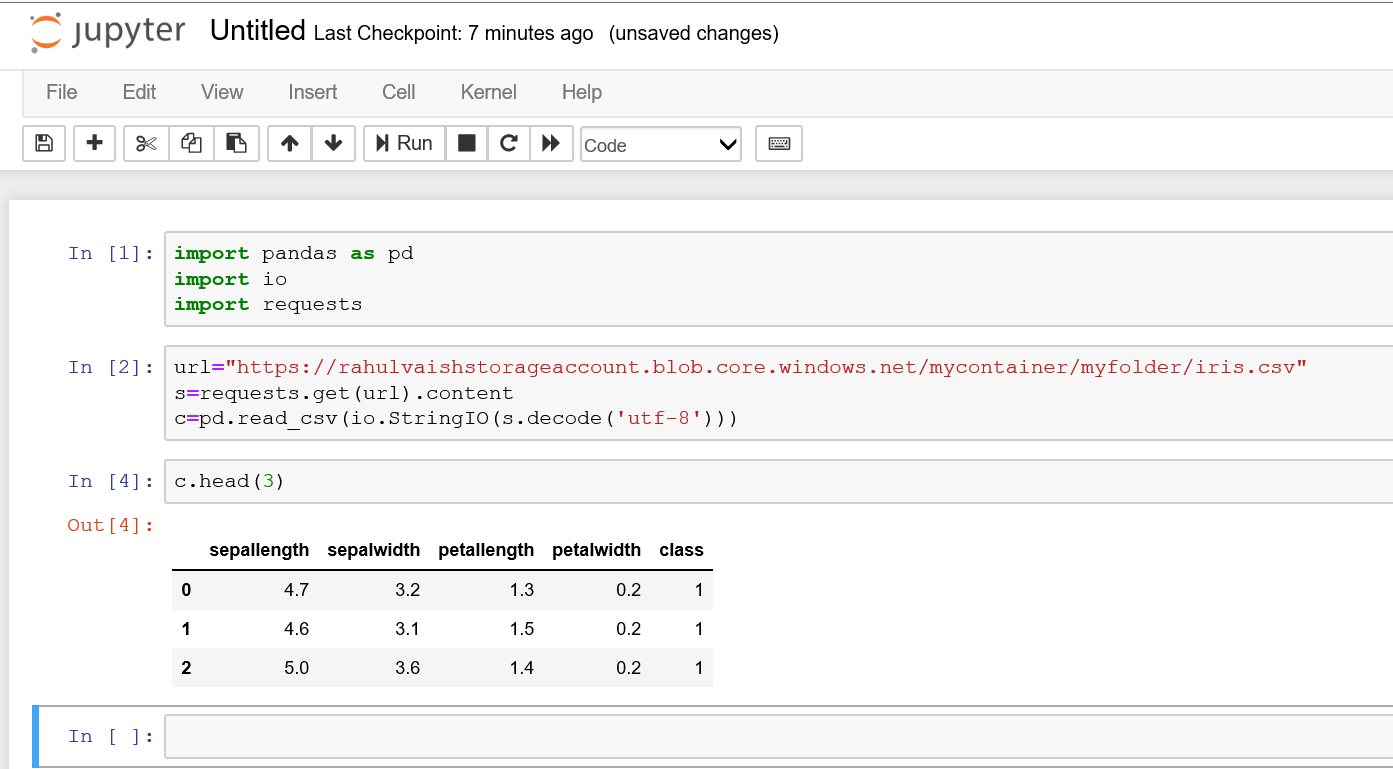 jupyter Untitled Last Checkpoint: 7 minutes ago (unsaved changes)
File Edit View Insert Cell Kernel Help
Run Code
In [1]: import pandas as pd
import io
import requests
In [2]: url="https://rahulvaishstorageaccount.blob.core.windows.net/mycontainer/myfolder/iris.csv"
s=requests.get(url).content
c=pd.read_csv(io.StringIO(s.decode('utf-8')))
In [4]: c.head(3)
Out[4]:
sepallength sepalwidth petallength petalwidth class
0 4.7 3.2 1.3 0.2 1
1 4.6 3.1 1.5 0.2 1
2 5.0 3.6 1.4 0.2 1
In [ ]: